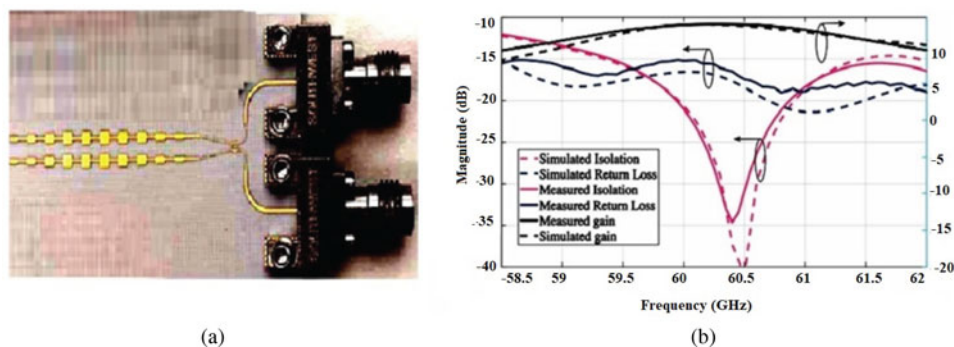 SOUTHWEST
SOUTHWEST
-10
-15
-20
-25
-30
-35
-40
Magnitude (dB)
10
5
0
-5
-10
-15
-20
Simulated Isolation
Simulated Return Loss
Measured Isolation
Measured Return Loss
Measured gain
Simulated gain
-58.5 59 59.5 60 60.5 61 61.5 62
Frequency (GHz)
(a) (b)